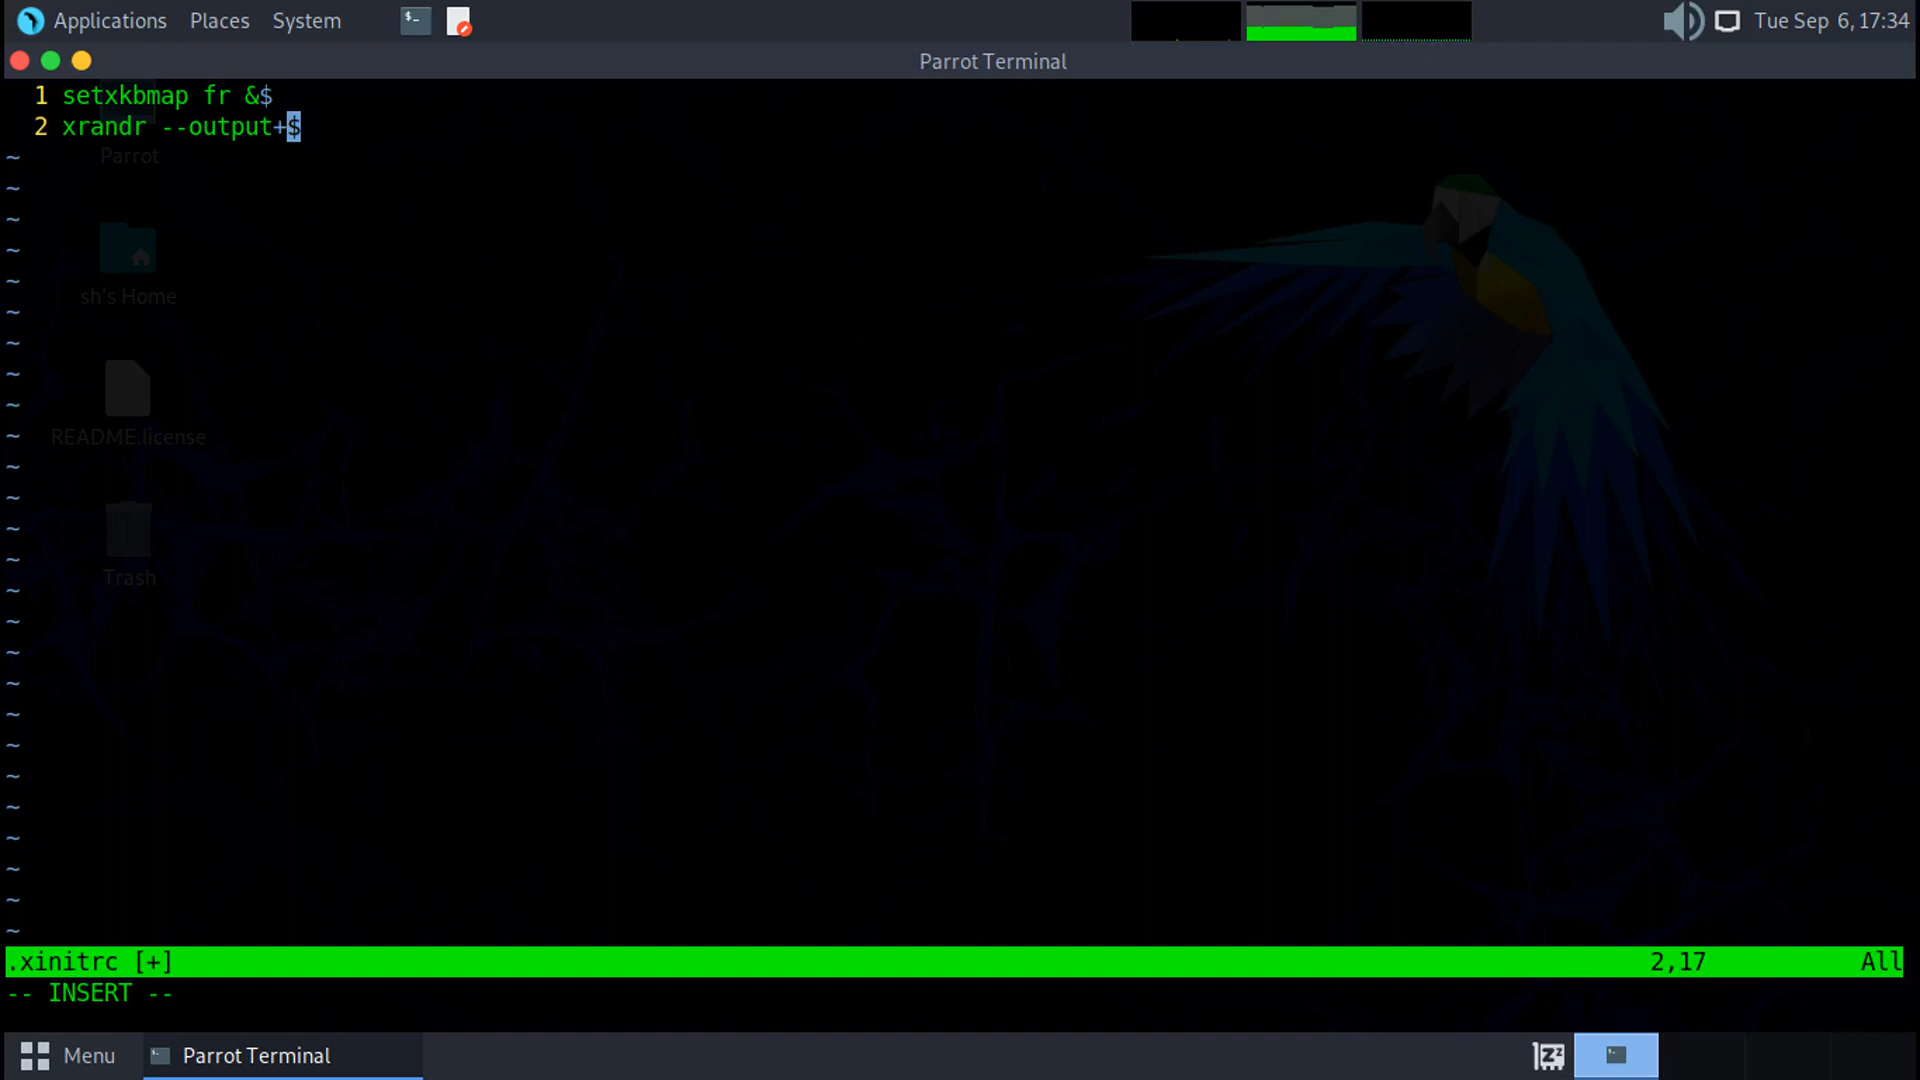 Applications Places System
Tue Sep 6, 17:34
Parrot Terminal
1 setxkbmap fr &$
2 xrandr --output+$
~
Parrot
~
~
~
~
sh's Home
~
~
~
~
~
README.license
~
~
~
~
~
Trash
~
~
~
~
~
~
~
~
~
~
~
~
.xinitrc [+] 2,17 All
-- INSERT --
Menu Parrot Terminal